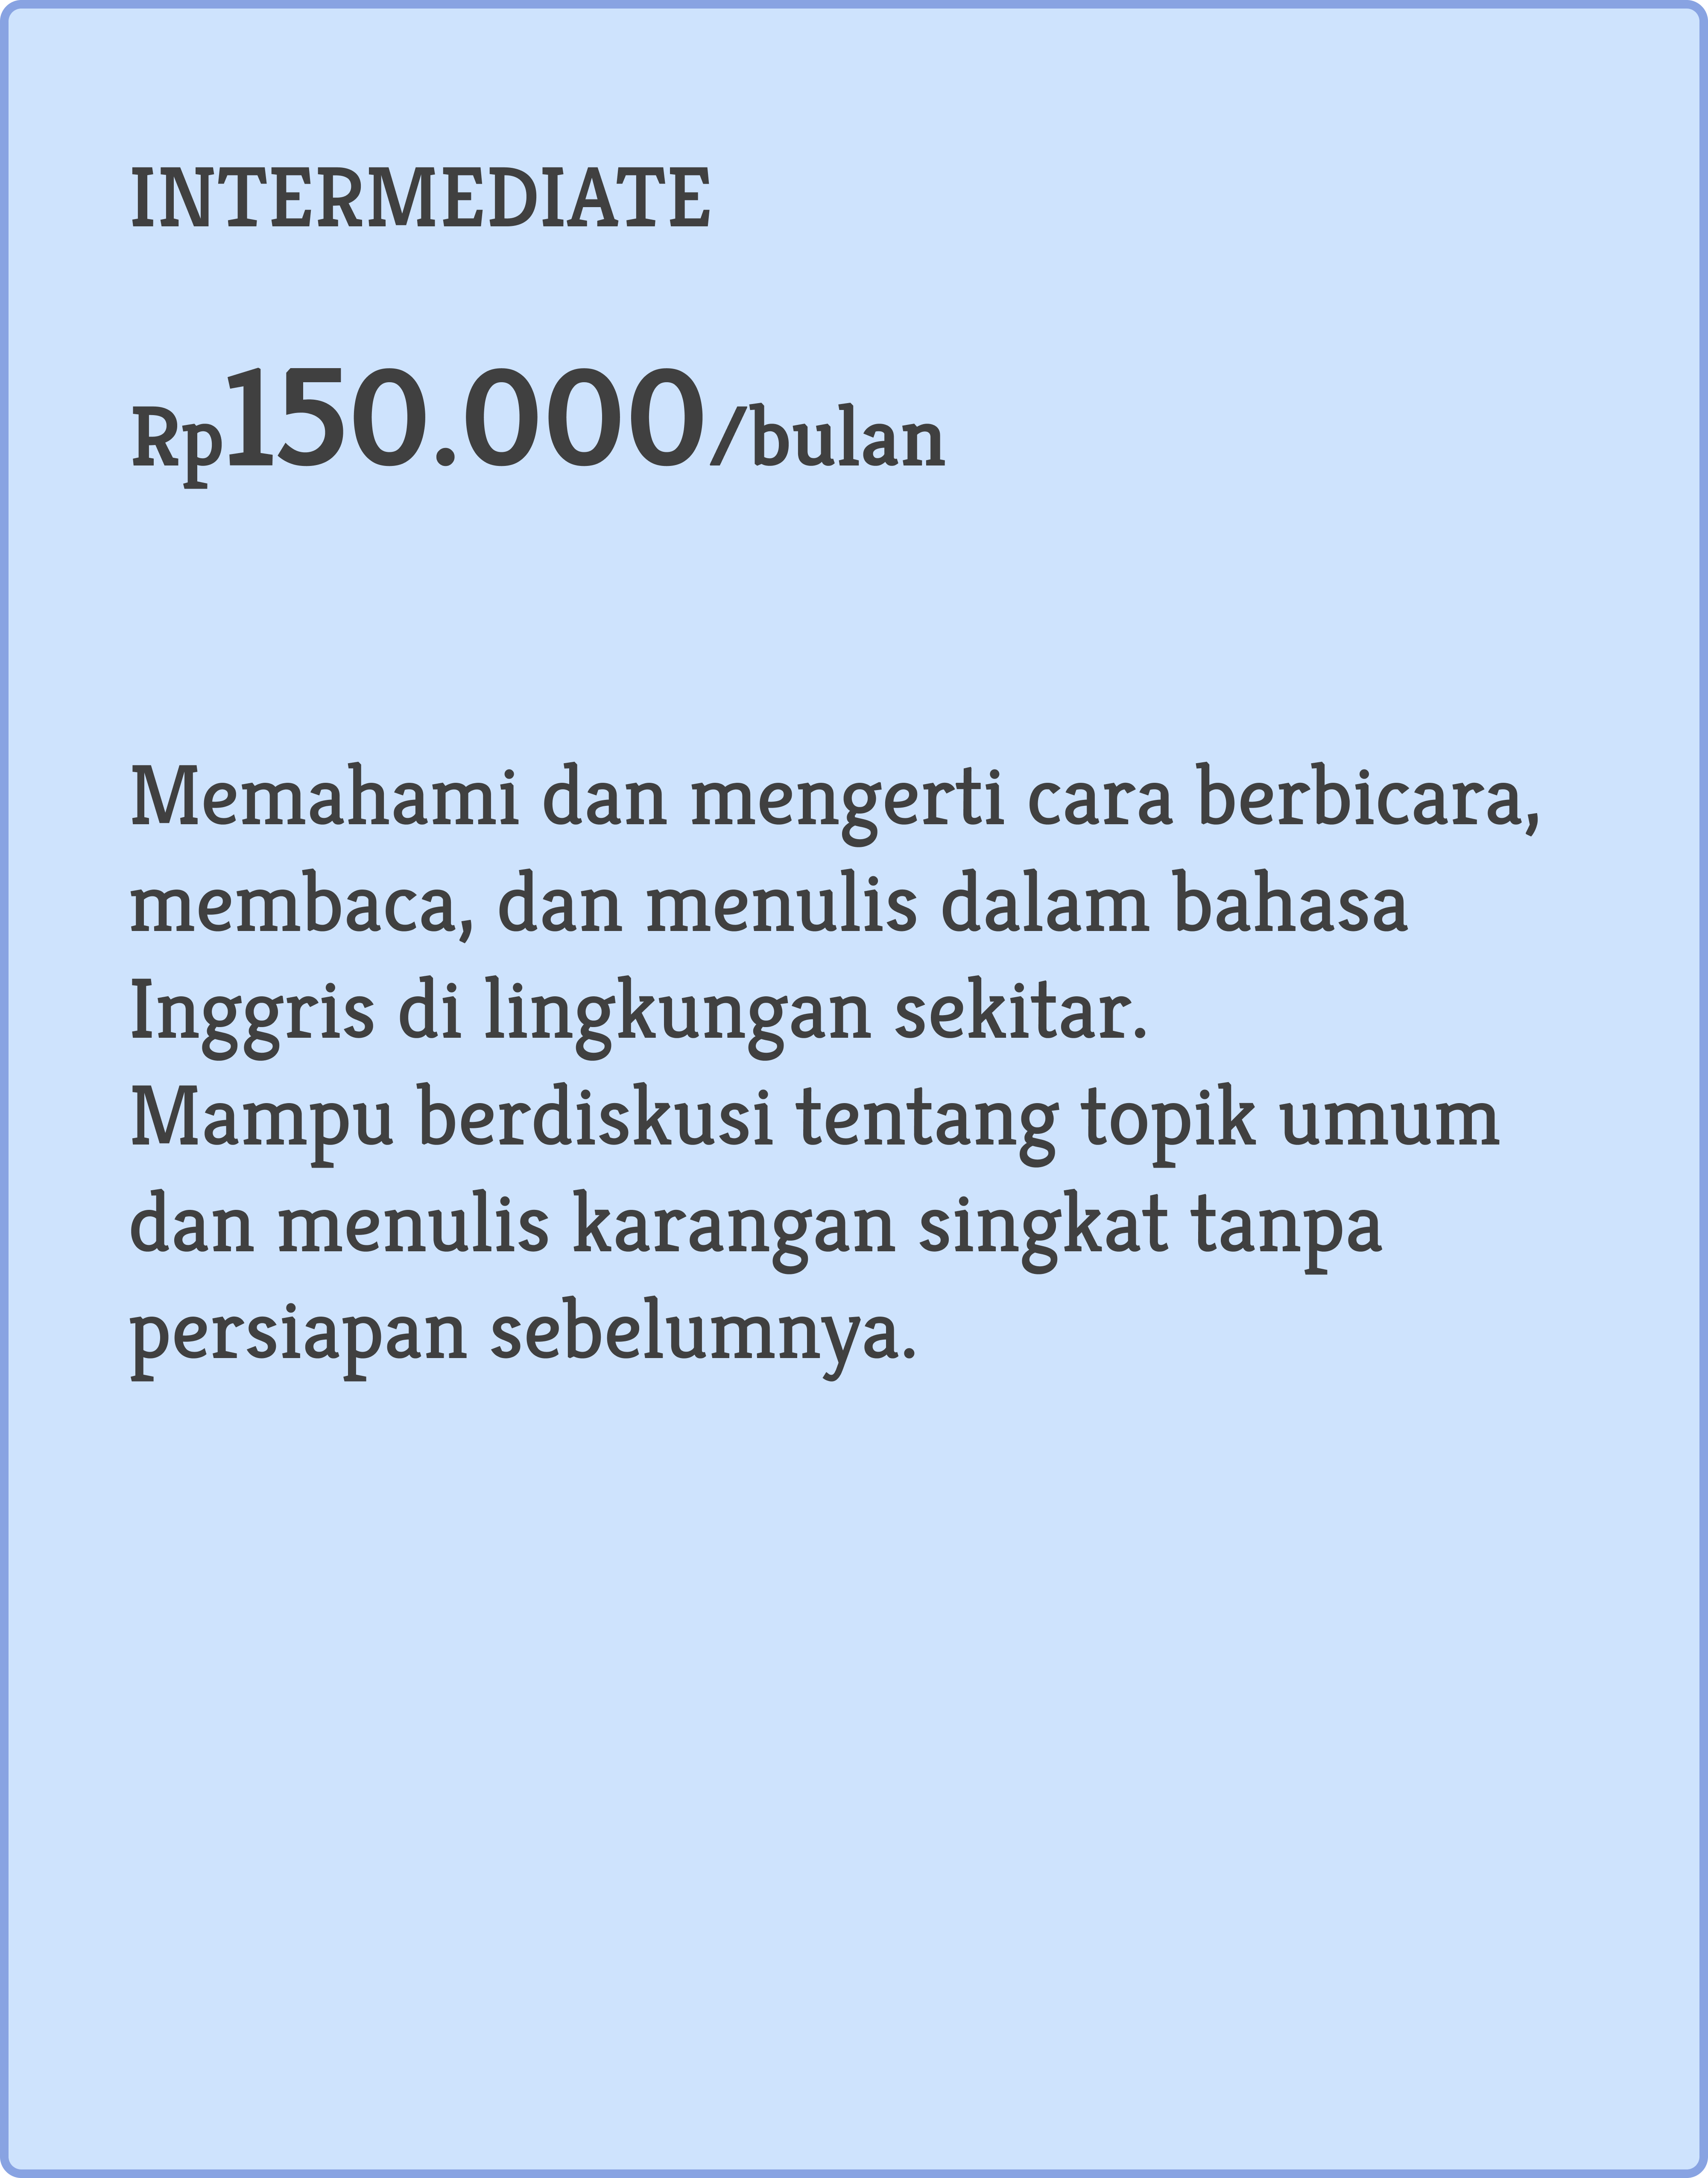 INTERMEDIATE
Rp150.000/bulan
Memahami dan mengerti cara berbicara,
membaca, dan menulis dalam bahasa
Inggris di lingkungan sekitar.
Mampu berdiskusi tentang topik umum
dan menulis karangan singkat tanpa
persiapan sebelumnya.